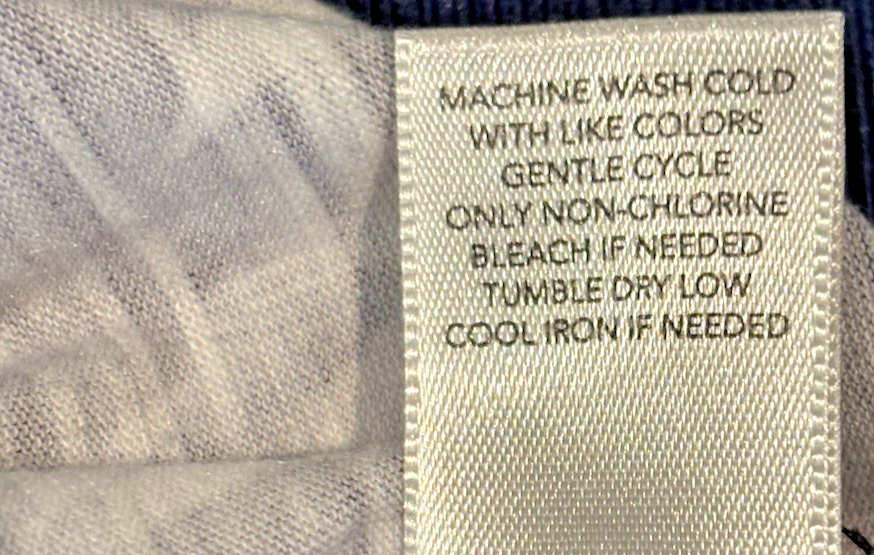 MACHINE WASH COLD
WITH LIKE COLORS
GENTLE CYCLE
ONLY NON-CHLORINE
BLEACH IF NEEDED
TUMBLE DRY LOW
COOL IRON IF NEEDED